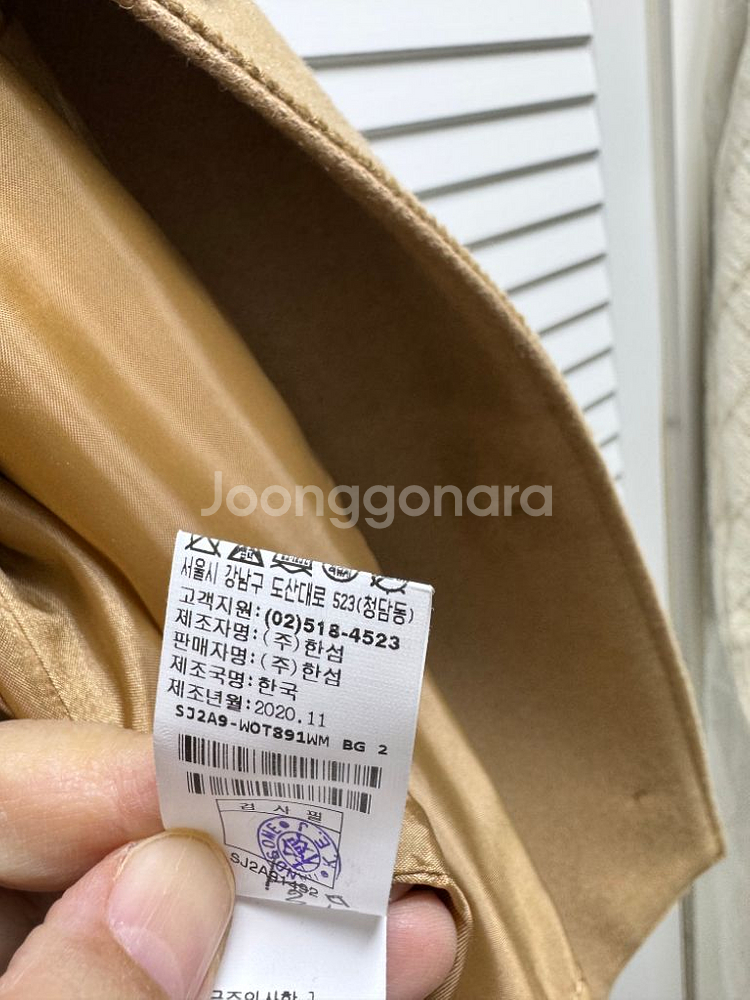 Joonggonara
서울시 강남구 도산대로 523(청담동)
고객지원:(02)518-4523
제조자명:(주)한섬
판매자명:(주)한섬
제조국명:한국
제조년월:2020.11
SJ2A9-WOT891WM BG 2
검 사 필